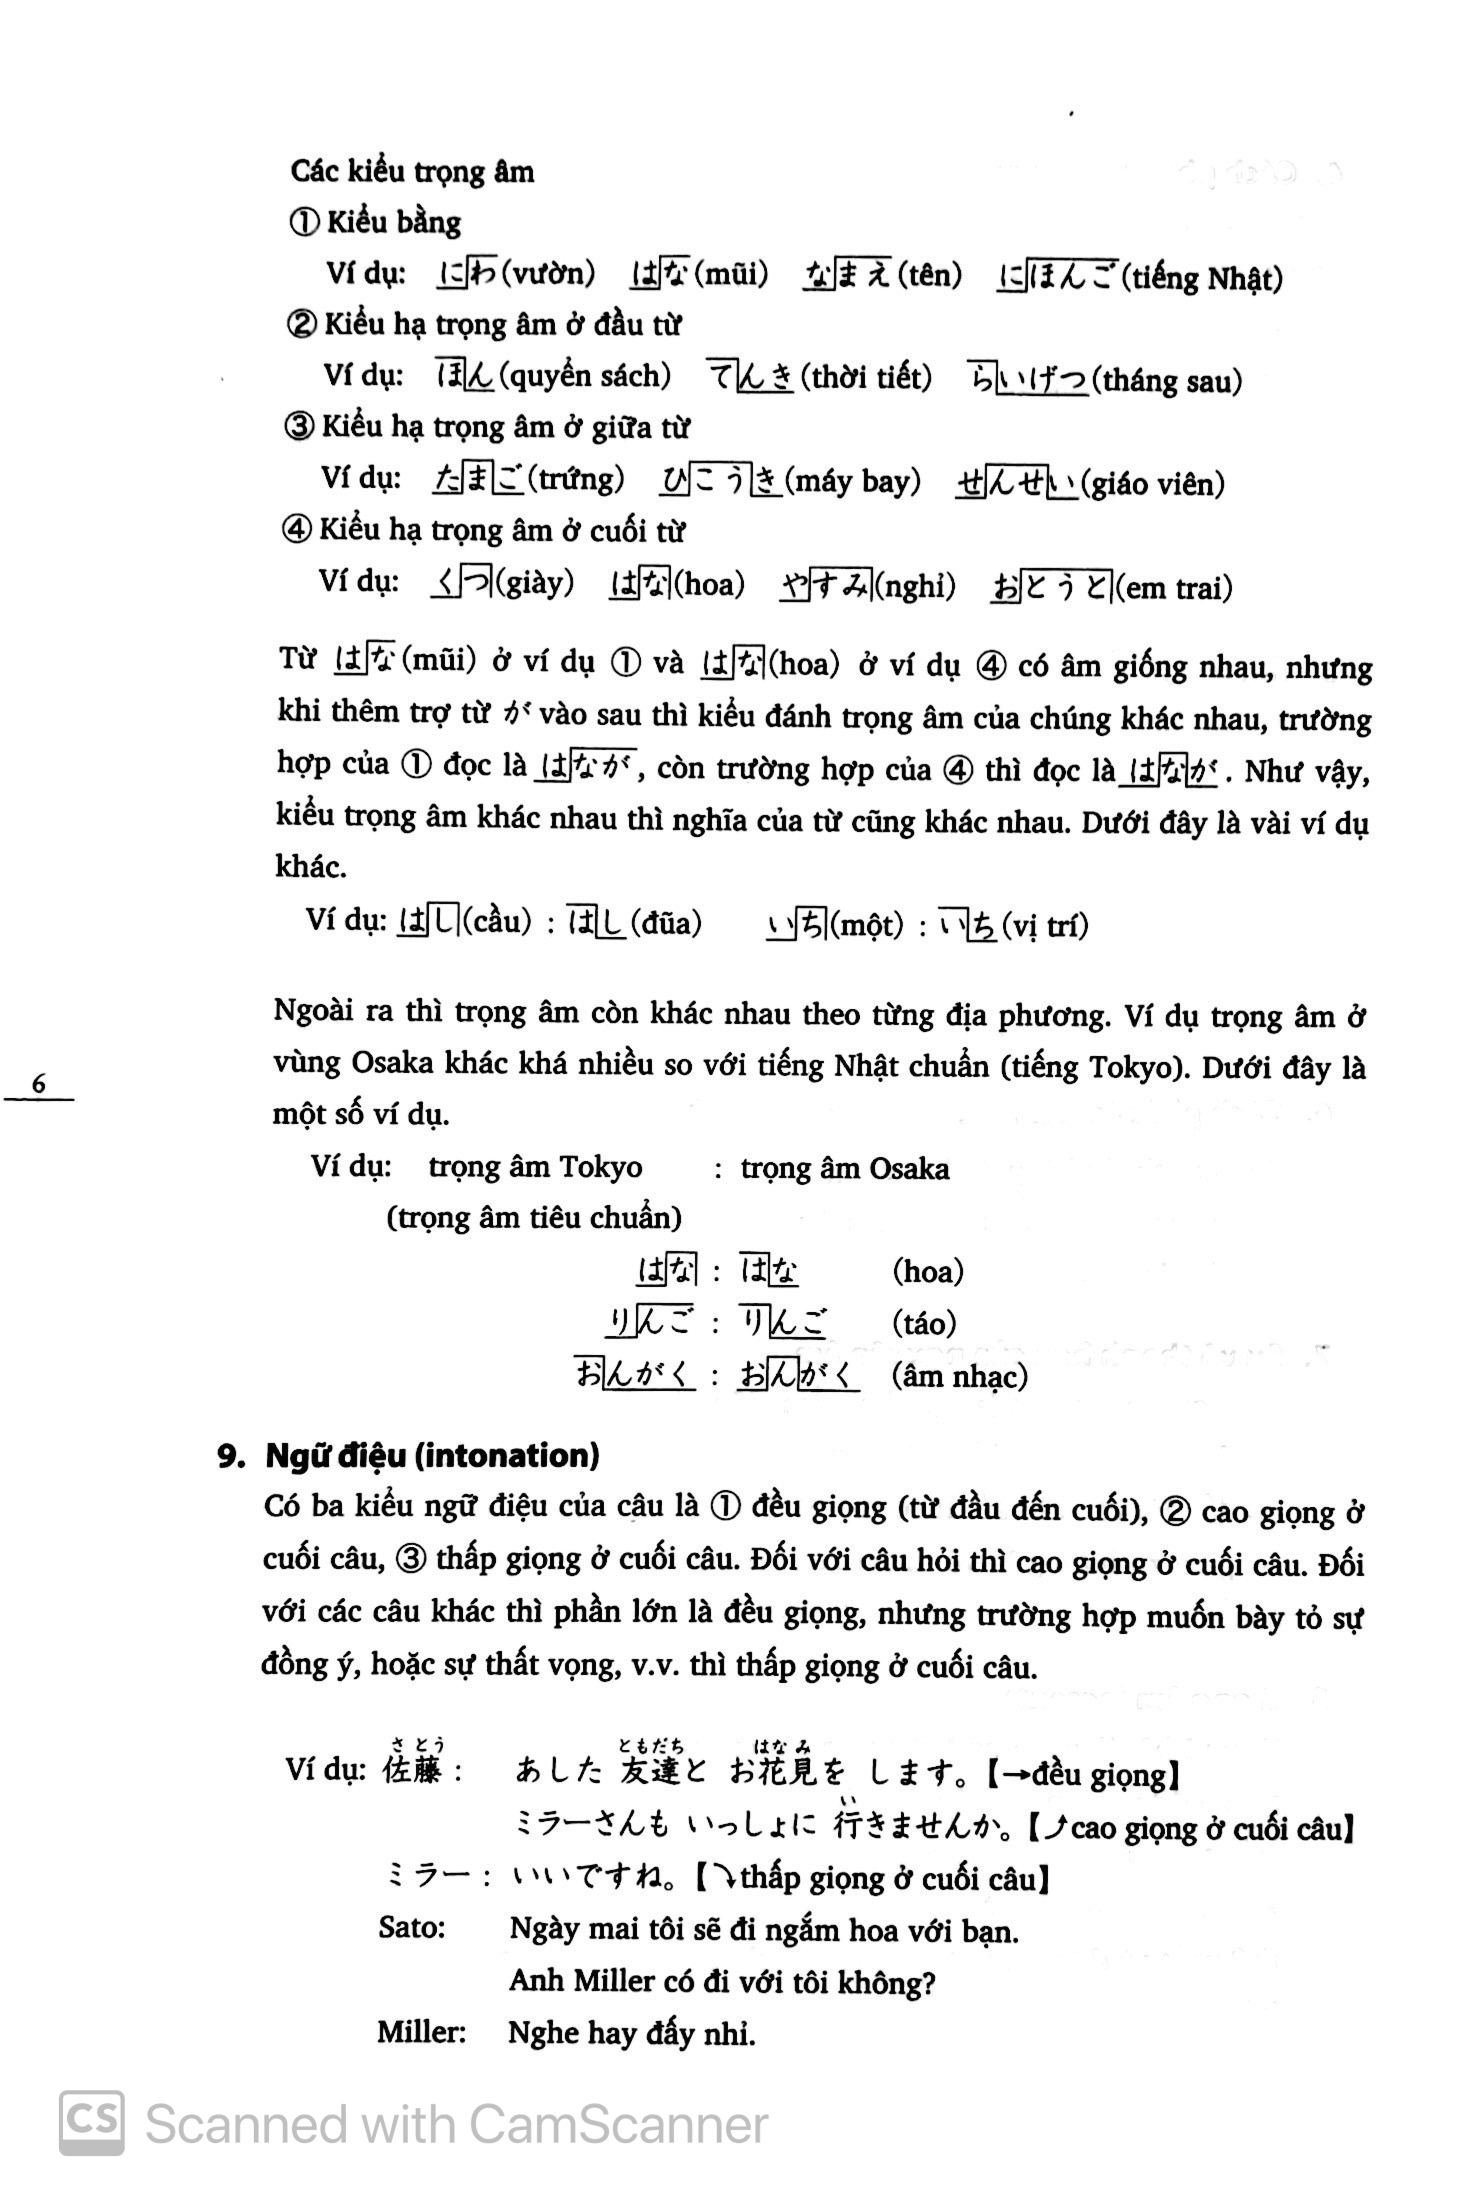 Các kiểu trọng âm
① Kiểu bằng
Ví dụ: にわ(vườn) はな(mũi) なまえ(tên) にほんご(tiếng Nhật)
② Kiểu hạ trọng âm ở đầu từ
Ví dụ: ほん(quyển sách) てんき(thời tiết) らいげつ(tháng sau)
③ Kiểu hạ trọng âm ở giữa từ
Ví dụ: たまご(trứng) ひこうき(máy bay) せんせい(giáo viên)
④ Kiểu hạ trọng âm ở cuối từ
Ví dụ: くつ(giày) はな(hoa) やすみ(nghỉ) おとうと(em trai)
Từ はな(mũi) ở ví dụ ① và はな(hoa) ở ví dụ ④ có âm giống nhau, nhưng
khi thêm trợ từ が vào sau thì kiểu đánh trọng âm của chúng khác nhau, trường
hợp của ① đọc là はなが, còn trường hợp của ④ thì đọc là はなが. Như vậy,
kiểu trọng âm khác nhau thì nghĩa của từ cũng khác nhau. Dưới đây là vài ví dụ
khác.
Ví dụ: はし(cầu) : はし(đũa) いち(một) : いち(vị trí)
Ngoài ra thì trọng âm còn khác nhau theo từng địa phương. Ví dụ trọng âm ở
vùng Osaka khác khá nhiều so với tiếng Nhật chuẩn (tiếng Tokyo). Dưới đây là
6
một số ví dụ.
Ví dụ: trọng âm Tokyo : trọng âm Osaka
(trọng âm tiêu chuẩn)
はな : はな (hoa)
りんご : りんご (táo)
おんがく : おんがく (âm nhạc)
9. Ngữ điệu (intonation)
Có ba kiểu ngữ điệu của câu là ① đều giọng (từ đầu đến cuối), ② cao giọng ở
cuối câu, ③ thấp giọng ở cuối câu. Đối với câu hỏi thì cao giọng ở cuối câu. Đối
với các câu khác thì phần lớn là đều giọng, nhưng trường hợp muốn bày tỏ sự
đồng ý, hoặc sự thất vọng, v.v. thì thấp giọng ở cuối câu.
さとう ともだち はなみ
Ví dụ: 佐藤 : あした 友達と お花見を します。【→đều giọng】
い
ミラーさんも いっしょに 行きませんか。【⤴cao giọng ở cuối câu】
ミラー : いいですね。【⤵thấp giọng ở cuối câu】
Sato: Ngày mai tôi sẽ đi ngắm hoa với bạn.
Anh Miller có đi với tôi không?
Miller: Nghe hay đấy nhỉ.
CS Scanned with CamScanner